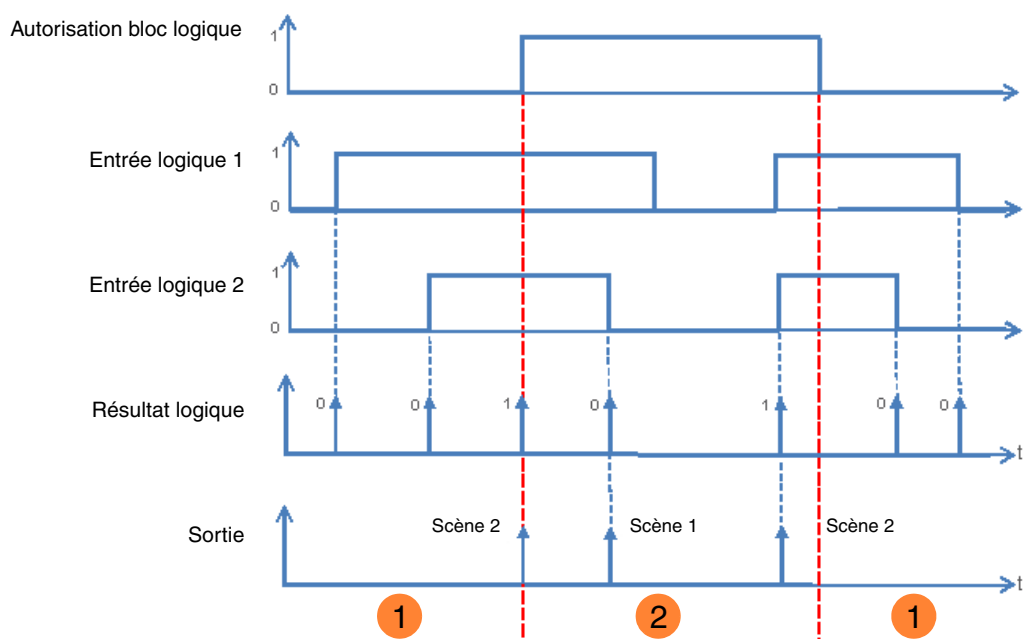 Autorisation bloc logique
1
0
Entrée logique 1
1
0
Entrée logique 2
1
0
Résultat logique
0 0 1 0 1 0 0
t
Sortie
Scène 2 Scène 1 Scène 2
t
1 2 1